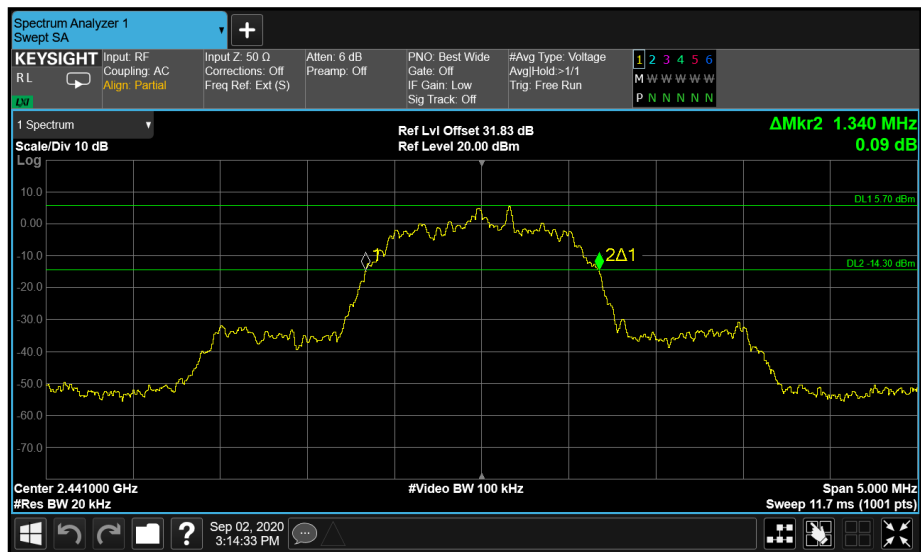 Spectrum Analyzer 1
Swept SA
+
KEYSIGHT
R L
LXI
Input: RF
Coupling: AC
Align: Partial
Input Z: 50 Ω
Corrections: Off
Freq Ref: Ext (S)
Atten: 6 dB
Preamp: Off
PNO: Best Wide
Gate: Off
IF Gain: Low
Sig Track: Off
#Avg Type: Voltage
Avg|Hold:>1/1
Trig: Free Run
1 2 3 4 5 6
M W W W W W
P N N N N N
1 Spectrum
Scale/Div 10 dB
Log
Ref Lvl Offset 31.83 dB
Ref Level 20.00 dBm
ΔMkr2 1.340 MHz
0.09 dB
10.0
0.00
-10.0
-20.0
-30.0
-40.0
-50.0
-60.0
-70.0
DL1 5.70 dBm
1
2Δ1
DL2 -14.30 dBm
Center 2.441000 GHz
#Res BW 20 kHz
#Video BW 100 kHz
Span 5.000 MHz
Sweep 11.7 ms (1001 pts)
?
Sep 02, 2020
3:14:33 PM